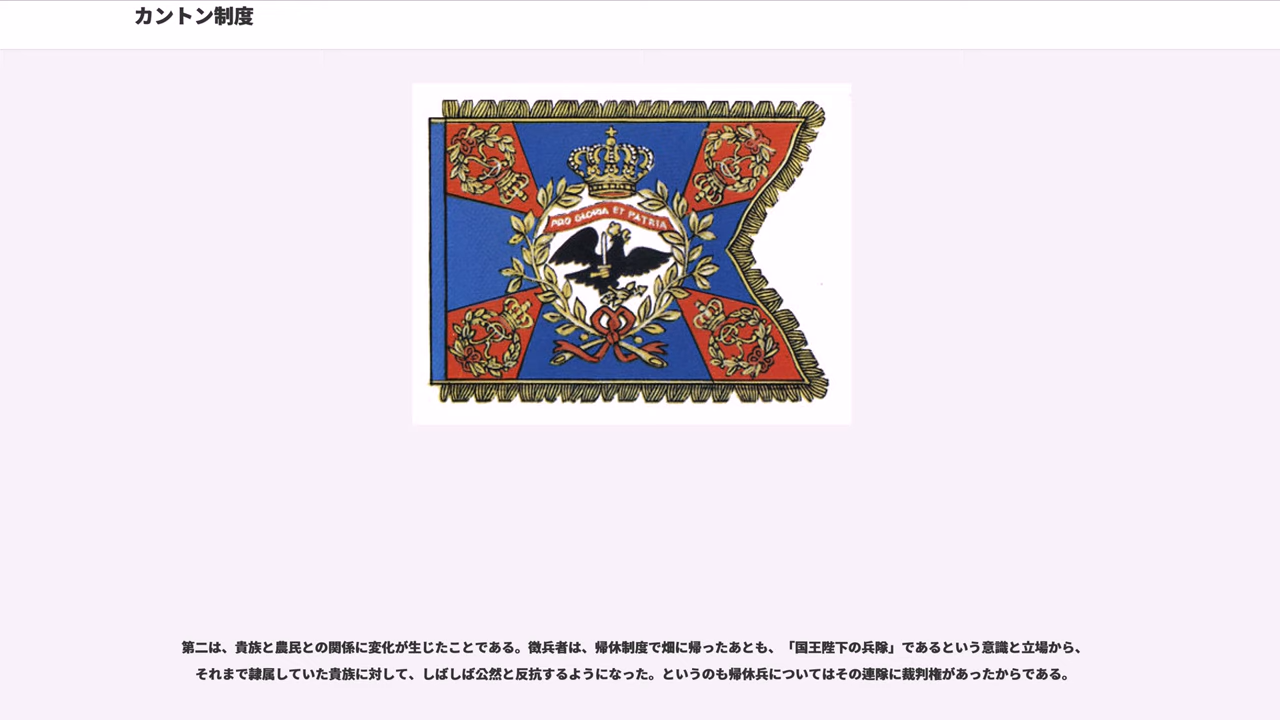 カントン制度
PRO GLORIA ET PATRIA
第二は、貴族と農民との関係に変化が生じたことである。徴兵者は、帰休制度で畑に帰ったあとも、「国王陛下の兵隊」であるという意識と立場から、
それまで隷属していた貴族に対して、しばしば公然と反抗するようになった。というのも帰休兵についてはその連隊に裁判権があったからである。